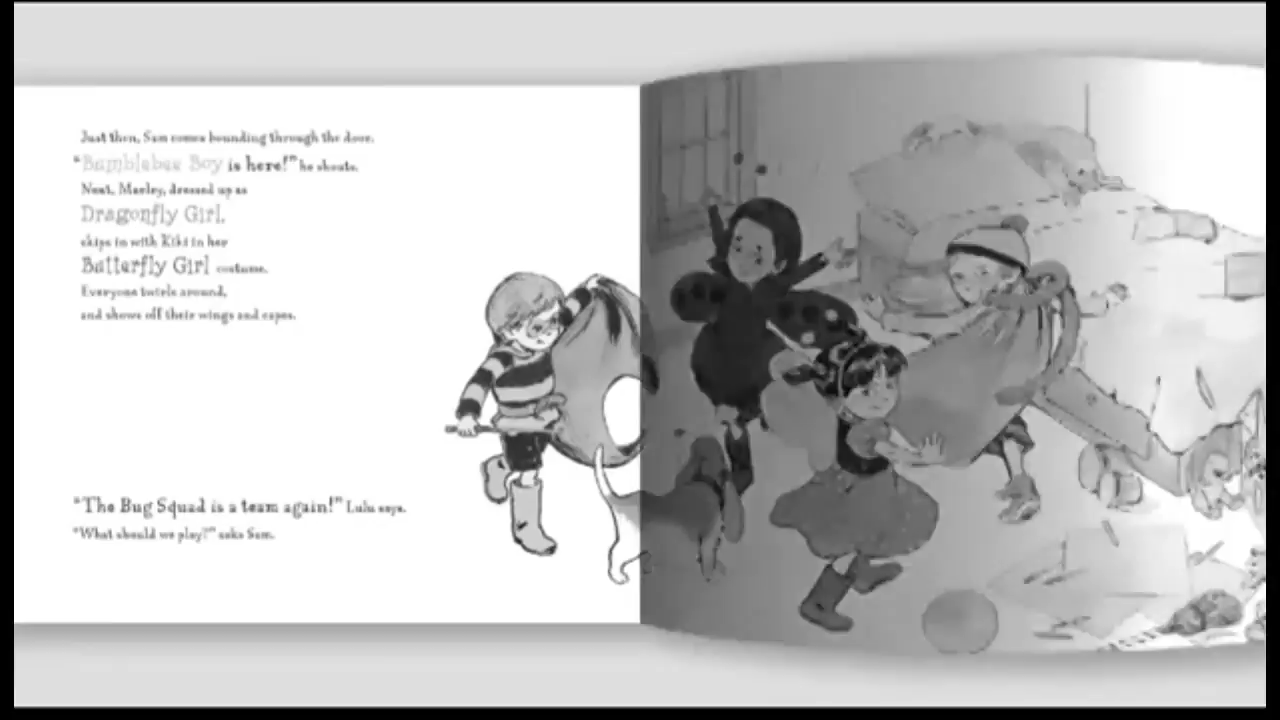 Just then, Sam comes bounding through the door.
“Bumblebee Boy is here!” he shouts.
Next, Marley, dressed up as
Dragonfly Girl,
skips in with Kiki in her
Butterfly Girl costume.
Everyone twirls around,
and shows off their wings and capes.
“The Bug Squad is a team again!” Lulu says.
“What should we play?” asks Sam.